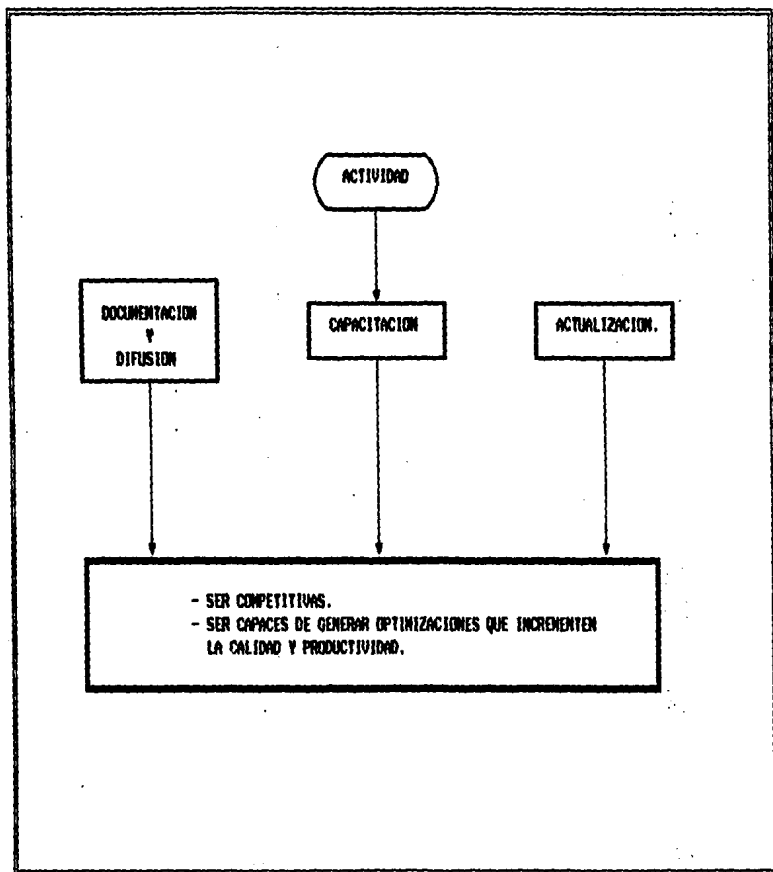 ACTIVIDAD
DOCUMENTACION
Y
DIFUSION
CAPACITACION
ACTUALIZACION.
- SER COMPETITIVAS.
- SER CAPACES DE GENERAR OPTIMIZACIONES QUE INCREMENTEN
LA CALIDAD Y PRODUCTIVIDAD.